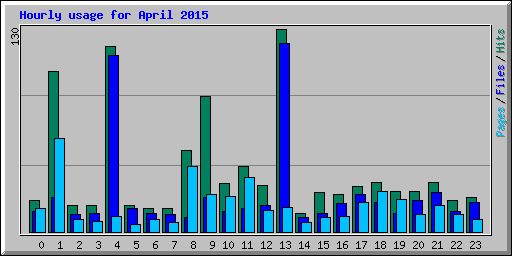 Hourly usage for April 2015
130
Pages / Files / Hits
0 1 2 3 4 5 6 7 8 9 10 11 12 13 14 15 16 17 18 19 20 21 22 23